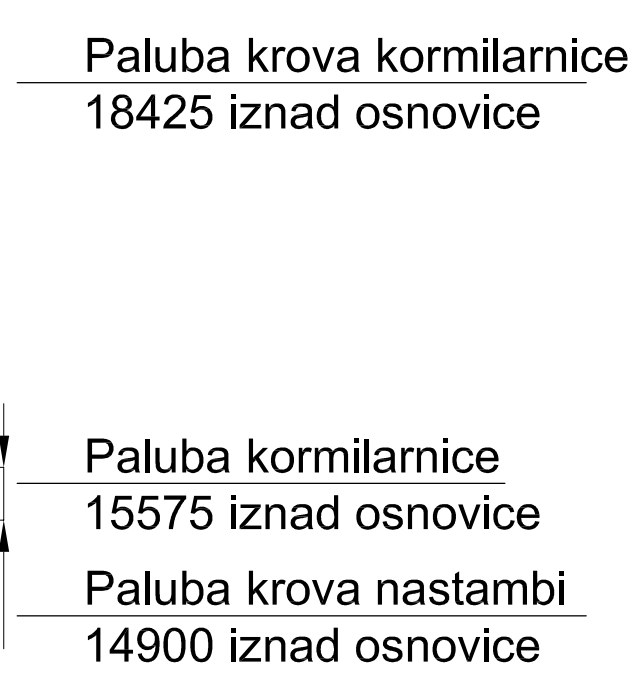 Paluba krova kormilarnice
18425 iznad osnovice
Paluba kormilarnice
15575 iznad osnovice
Paluba krova nastambi
14900 iznad osnovice